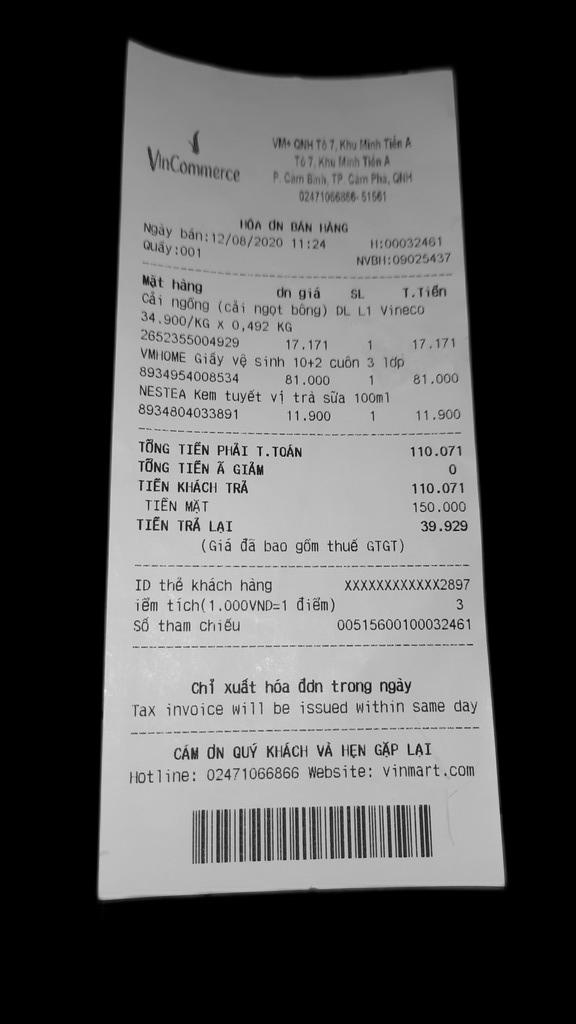 VinCommerce
VM+ QNH Tổ 7, Khu Minh Tiến A
Tổ 7, Khu Minh Tiến A
P. Cẩm Bình, TP. Cẩm Phả, QNH
02471066866-51561
HÓA ƠN BÁN HÀNG
Ngày bán:12/08/2020 11:24 H:00032461
Quầy:001 NVBH:09025437
Mặt hàng ơn giá SL T.Tiền
Cải ngồng (cải ngọt bông) DL L1 Vineco
34.900/KG X 0,492 KG
2652355004929 17.171 1 17.171
VMHOME Giấy vệ sinh 10+2 cuôn 3 lớp
8934954008534 81.000 1 81.000
NESTEA Kem tuyết vị trà sữa 100ml
8934804033891 11.900 1 11.900
TỔNG TIỀN PHẢI T.TOÁN 110.071
TỔNG TIỀN Ã GIẢM 0
TIỀN KHÁCH TRẢ 110.071
TIỀN MẶT 150.000
TIỀN TRẢ LẠI 39.929
(Giá đã bao gồm thuế GTGT)
ID thẻ khách hàng XXXXXXXXXXXX2897
iểm tích(1.000VND=1 điểm) 3
Số tham chiếu 00515600100032461
Chỉ xuất hóa đơn trong ngày
Tax invoice will be issued within same day
CÁM ƠN QUÝ KHÁCH VÀ HẸN GẶP LẠI
Hotline: 02471066866 Website: vinmart.com